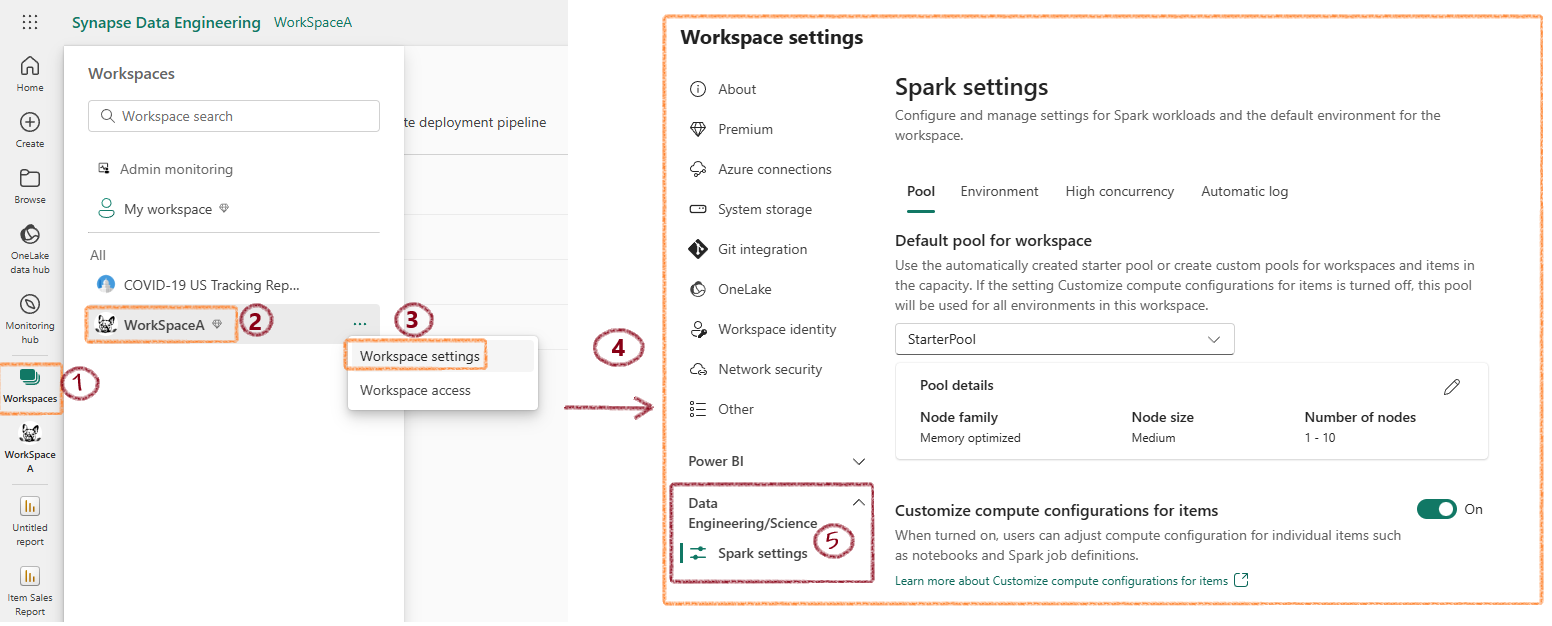 Synapse Data Engineering WorkSpaceA
Home
Create
Browse
OneLake
data hub
Monitoring
hub
Workspaces
1
WorkSpace
A
Untitled
report
Item Sales
Report
Workspaces
Workspace search
te deployment pipeline
Admin monitoring
My workspace
All
COVID-19 US Tracking Rep...
WorkSpaceA
2
...
3
Workspace settings
Workspace access
4
Workspace settings
About
Premium
Azure connections
System storage
Git integration
OneLake
Workspace identity
Network security
Other
Power BI
Data
Engineering/Science
Spark settings
5
Spark settings
Configure and manage settings for Spark workloads and the default environment for the
workspace.
Pool Environment High concurrency Automatic log
Default pool for workspace
Use the automatically created starter pool or create custom pools for workspaces and items in
the capacity. If the setting Customize compute configurations for items is turned off, this pool
will be used for all environments in this workspace.
StarterPool
Pool details
Node family Node size Number of nodes
Memory optimized Medium 1 - 10
Customize compute configurations for items On
When turned on, users can adjust compute configuration for individual items such
as notebooks and Spark job definitions.
Learn more about Customize compute configurations for items